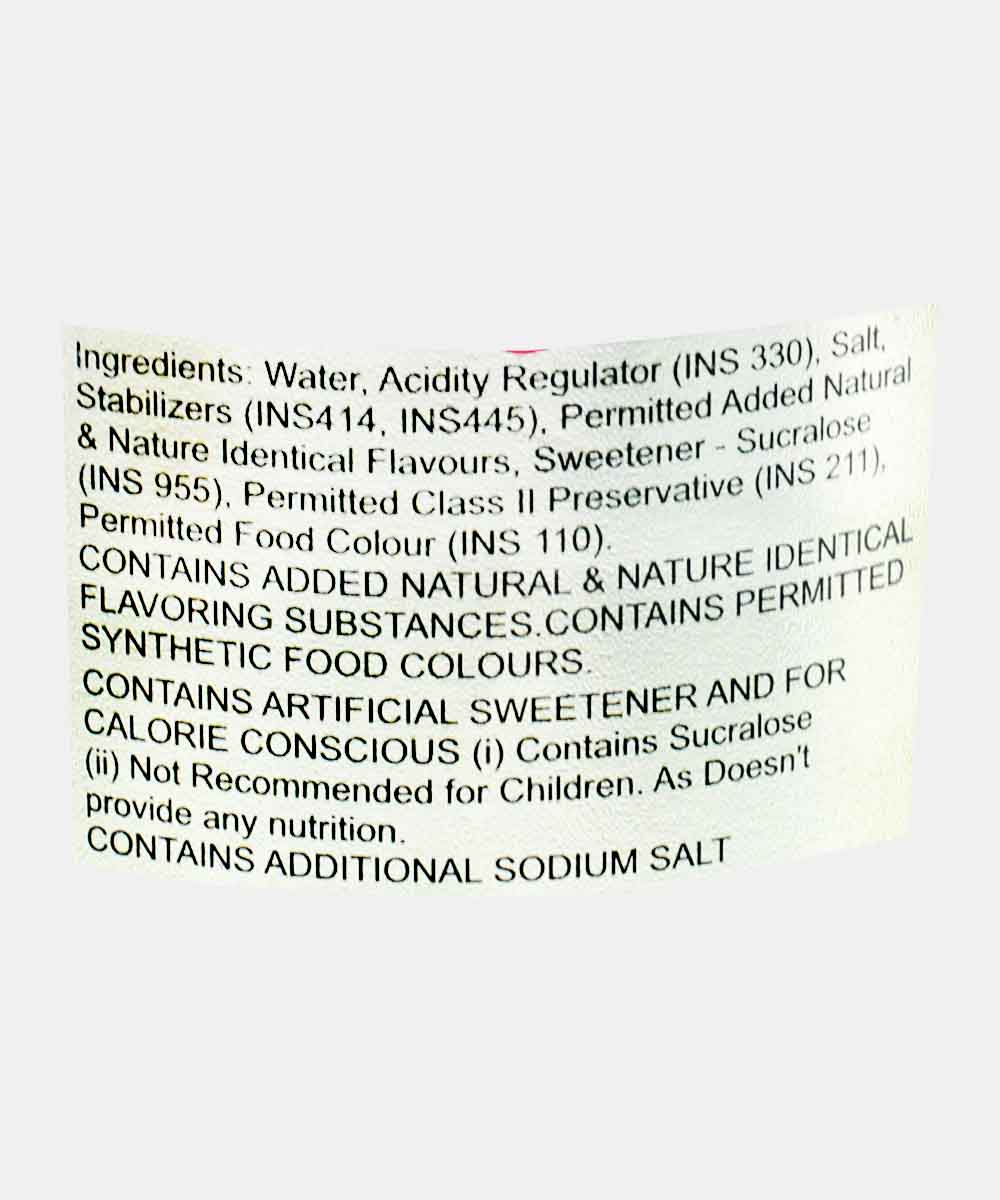 Ingredients: Water, Acidity Regulator (INS 330), Salt,
Stabilizers (INS414, INS445), Permitted Added Natural
& Nature Identical Flavours, Sweetener - Sucralose
(INS 955), Permitted Class II Preservative (INS 211),
Permitted Food Colour (INS 110).
CONTAINS ADDED NATURAL & NATURE IDENTICAL
FLAVORING SUBSTANCES.CONTAINS PERMITTED
SYNTHETIC FOOD COLOURS.
CONTAINS ARTIFICIAL SWEETENER AND FOR
CALORIE CONSCIOUS (i) Contains Sucralose
(ii) Not Recommended for Children. As Doesn't
provide any nutrition.
CONTAINS ADDITIONAL SODIUM SALT